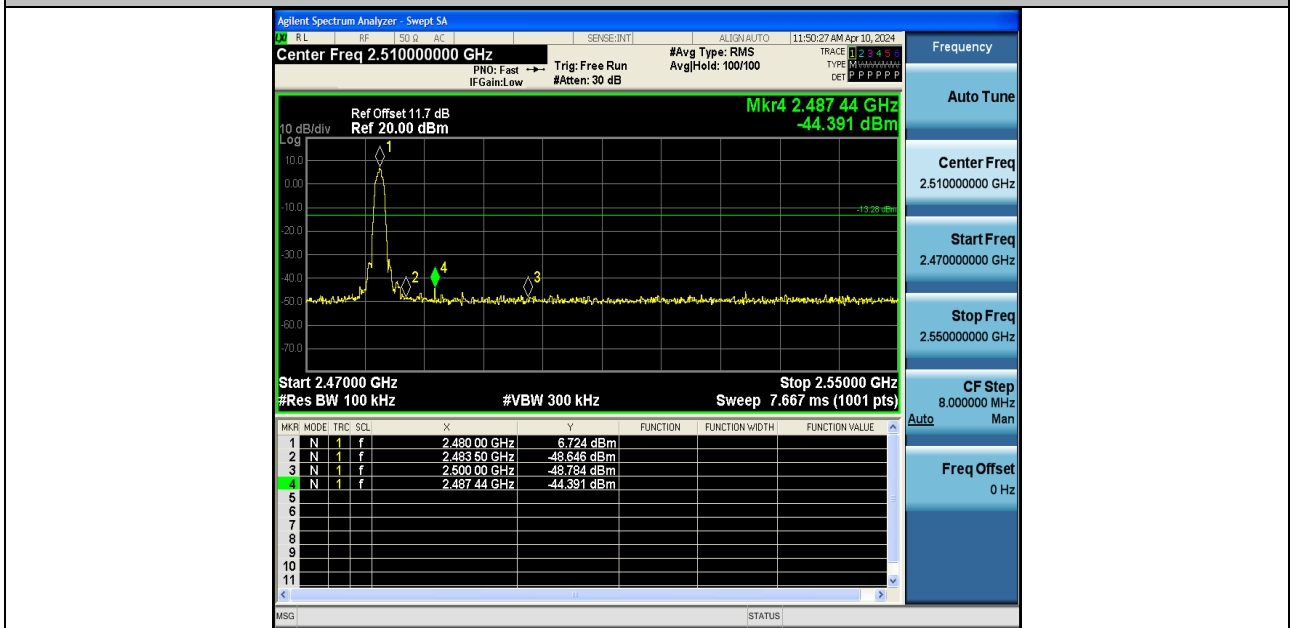 Agilent Spectrum Analyzer - Swept SA
RL RF 50 Ω AC SENSE:INT ALIGN AUTO 11:50:27 AM Apr 10, 2024
Center Freq 2.510000000 GHz
PNO: Fast
IFGain:Low
Trig: Free Run
#Atten: 30 dB
#Avg Type: RMS
Avg|Hold: 100/100
TRACE 1 2 3 4 5 6
TYPE M W W W W W
DET P P P P P P
Frequency
Auto Tune
Center Freq
2.510000000 GHz
Start Freq
2.470000000 GHz
Stop Freq
2.550000000 GHz
CF Step
8.000000 MHz
Auto Man
Freq Offset
0 Hz
Mkr4 2.487 44 GHz
-44.391 dBm
Ref Offset 11.7 dB
10 dB/div Ref 20.00 dBm
Log
10.0
0.00
-10.0
-20.0
-30.0
-40.0
-50.0
-60.0
-70.0
1
2
4
3
-13.28 dBm
Start 2.47000 GHz Stop 2.55000 GHz
#Res BW 100 kHz #VBW 300 kHz Sweep 7.667 ms (1001 pts)
MKR MODE TRC SCL X Y FUNCTION FUNCTION WIDTH FUNCTION VALUE
1 N 1 f 2.480 00 GHz 6.724 dBm
2 N 1 f 2.483 50 GHz -48.646 dBm
3 N 1 f 2.500 00 GHz -48.784 dBm
4 N 1 f 2.487 44 GHz -44.391 dBm
5
6
7
8
9
10
11
MSG STATUS